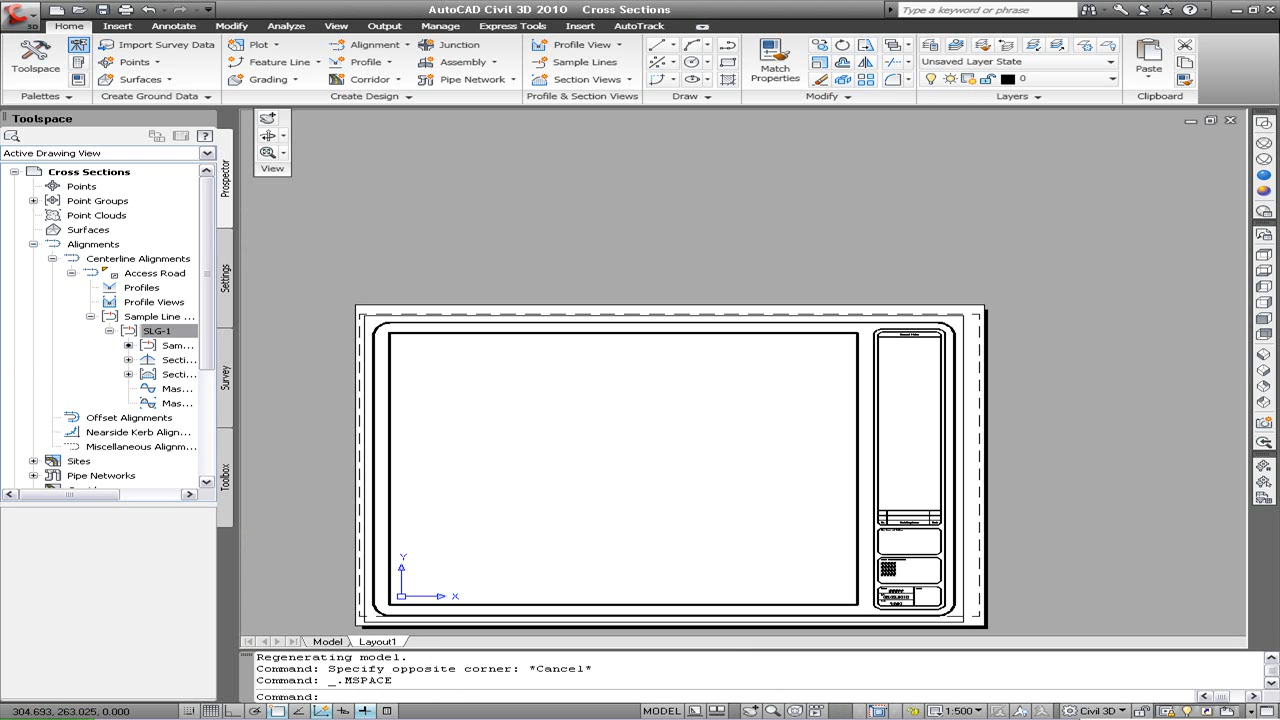 AutoCAD Civil 3D 2010 Cross Sections
Type a keyword or phrase
3D
Home Insert Annotate Modify Analyze View Output Manage Express Tools Insert AutoTrack
Toolspace
Palettes
Import Survey Data
Points
Surfaces
Create Ground Data
Plot
Feature Line
Grading
Alignment
Profile
Corridor
Junction
Assembly
Pipe Network
Create Design
Profile View
Sample Lines
Section Views
Profile & Section Views
Draw
Match Properties
Modify
Unsaved Layer State
0
Layers
Paste
Clipboard
Toolspace
Active Drawing View
Cross Sections
Points
Point Groups
Point Clouds
Surfaces
Alignments
Centerline Alignments
Access Road
Profiles
Profile Views
Sample Line ...
SLG-1
Sam...
Secti...
Secti...
Mas...
Mas...
Offset Alignments
Nearside Kerb Align...
Miscellaneous Alignm...
Sites
Pipe Networks
Prospector
Settings
Survey
Toolbox
View
Y
X
Model Layout1
Regenerating model.
Command: Specify opposite corner: *Cancel*
Command: _.MSPACE
Command:
304.693, 263.025, 0.000
MODEL
1:500
Civil 3D